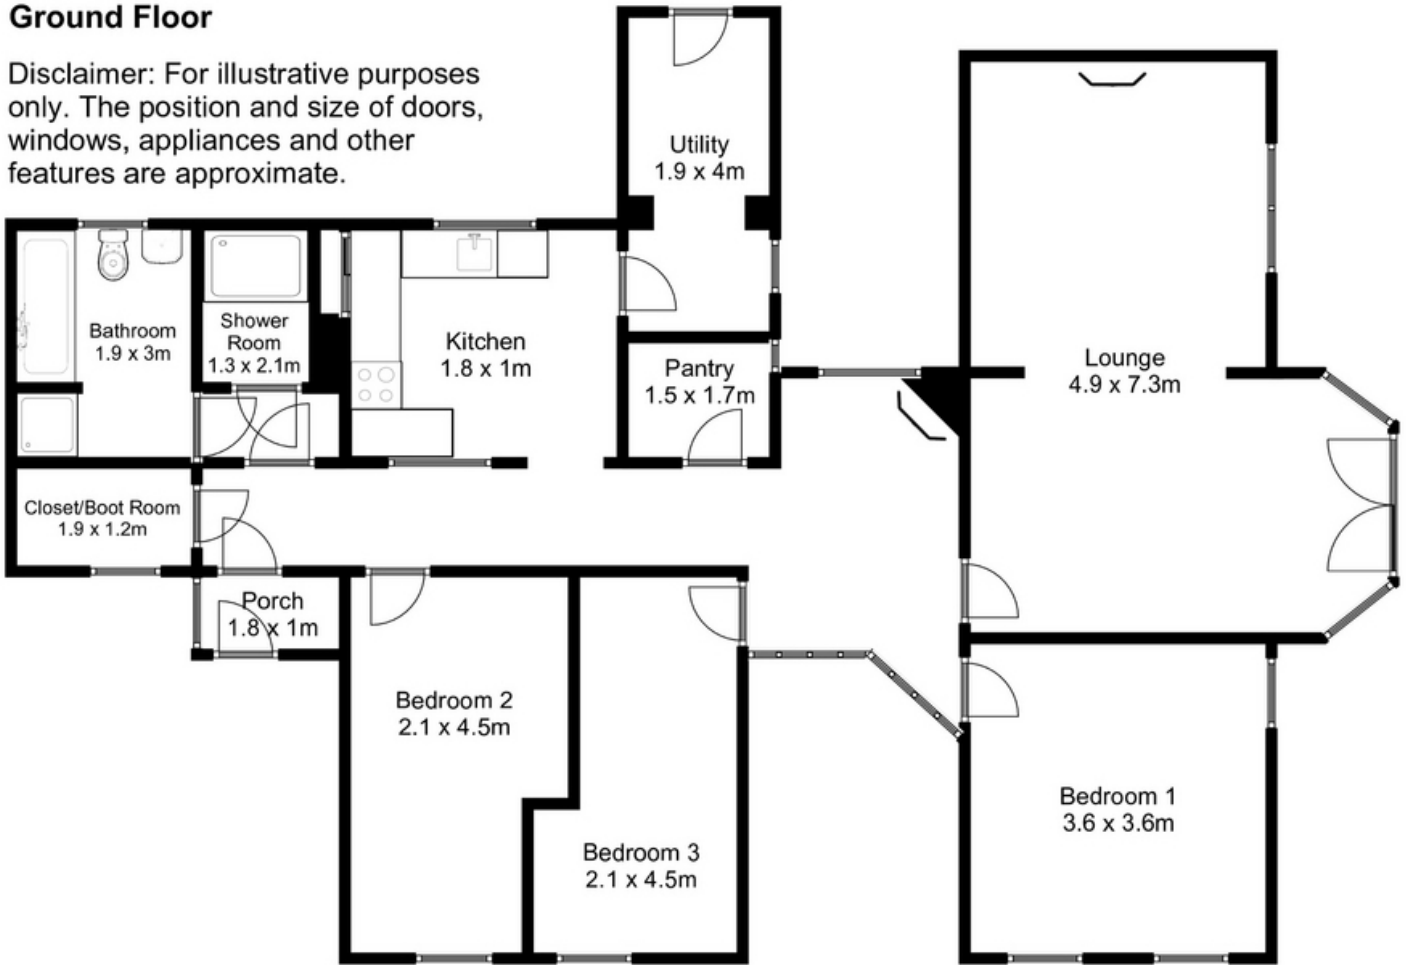 Ground Floor
Disclaimer: For illustrative purposes
only. The position and size of doors,
windows, appliances and other
features are approximate.
Utility
1.9 x 4m
Bathroom
1.9 x 3m
Shower
Room
1.3 x 2.1m
Kitchen
1.8 x 1m
Pantry
1.5 x 1.7m
Lounge
4.9 x 7.3m
Closet/Boot Room
1.9 x 1.2m
Porch
1.8 x 1m
Bedroom 2
2.1 x 4.5m
Bedroom 3
2.1 x 4.5m
Bedroom 1
3.6 x 3.6m